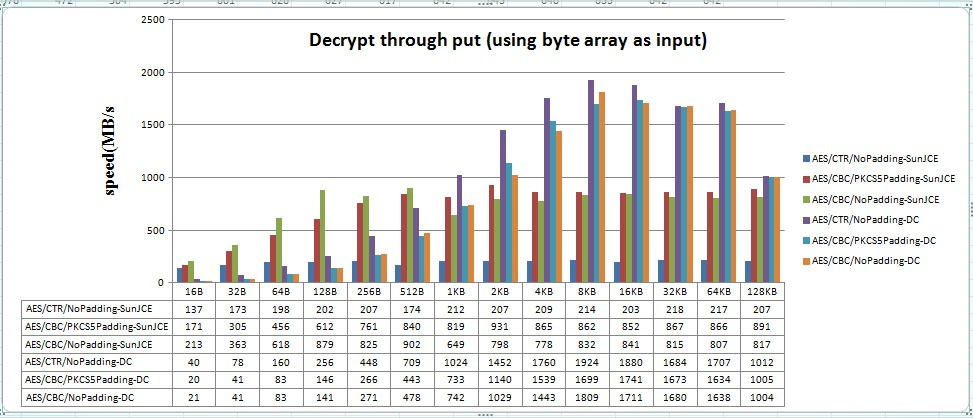 Decrypt through put (using byte array as input)
speed(MB/s
2500
2000
1500
1000
500
0
AES/CTR/NoPadding-SunJCE
AES/CBC/PKCS5Padding-SunJCE
AES/CBC/NoPadding-SunJCE
AES/CTR/NoPadding-DC
AES/CBC/PKCS5Padding-DC
AES/CBC/NoPadding-DC
16B 32B 64B 128B 256B 512B 1KB 2KB 4KB 8KB 16KB 32KB 64KB 128KB
AES/CTR/NoPadding-SunJCE 137 173 198 202 207 174 212 207 209 214 203 218 217 207
AES/CBC/PKCS5Padding-SunJCE 171 305 456 612 761 840 819 931 865 862 852 867 866 891
AES/CBC/NoPadding-SunJCE 213 363 618 879 825 902 649 798 778 832 841 815 807 817
AES/CTR/NoPadding-DC 40 78 160 256 448 709 1024 1452 1760 1924 1880 1684 1707 1012
AES/CBC/PKCS5Padding-DC 20 41 83 146 266 443 733 1140 1539 1699 1741 1673 1634 1005
AES/CBC/NoPadding-DC 21 41 83 141 271 478 742 1029 1443 1809 1711 1680 1638 1004